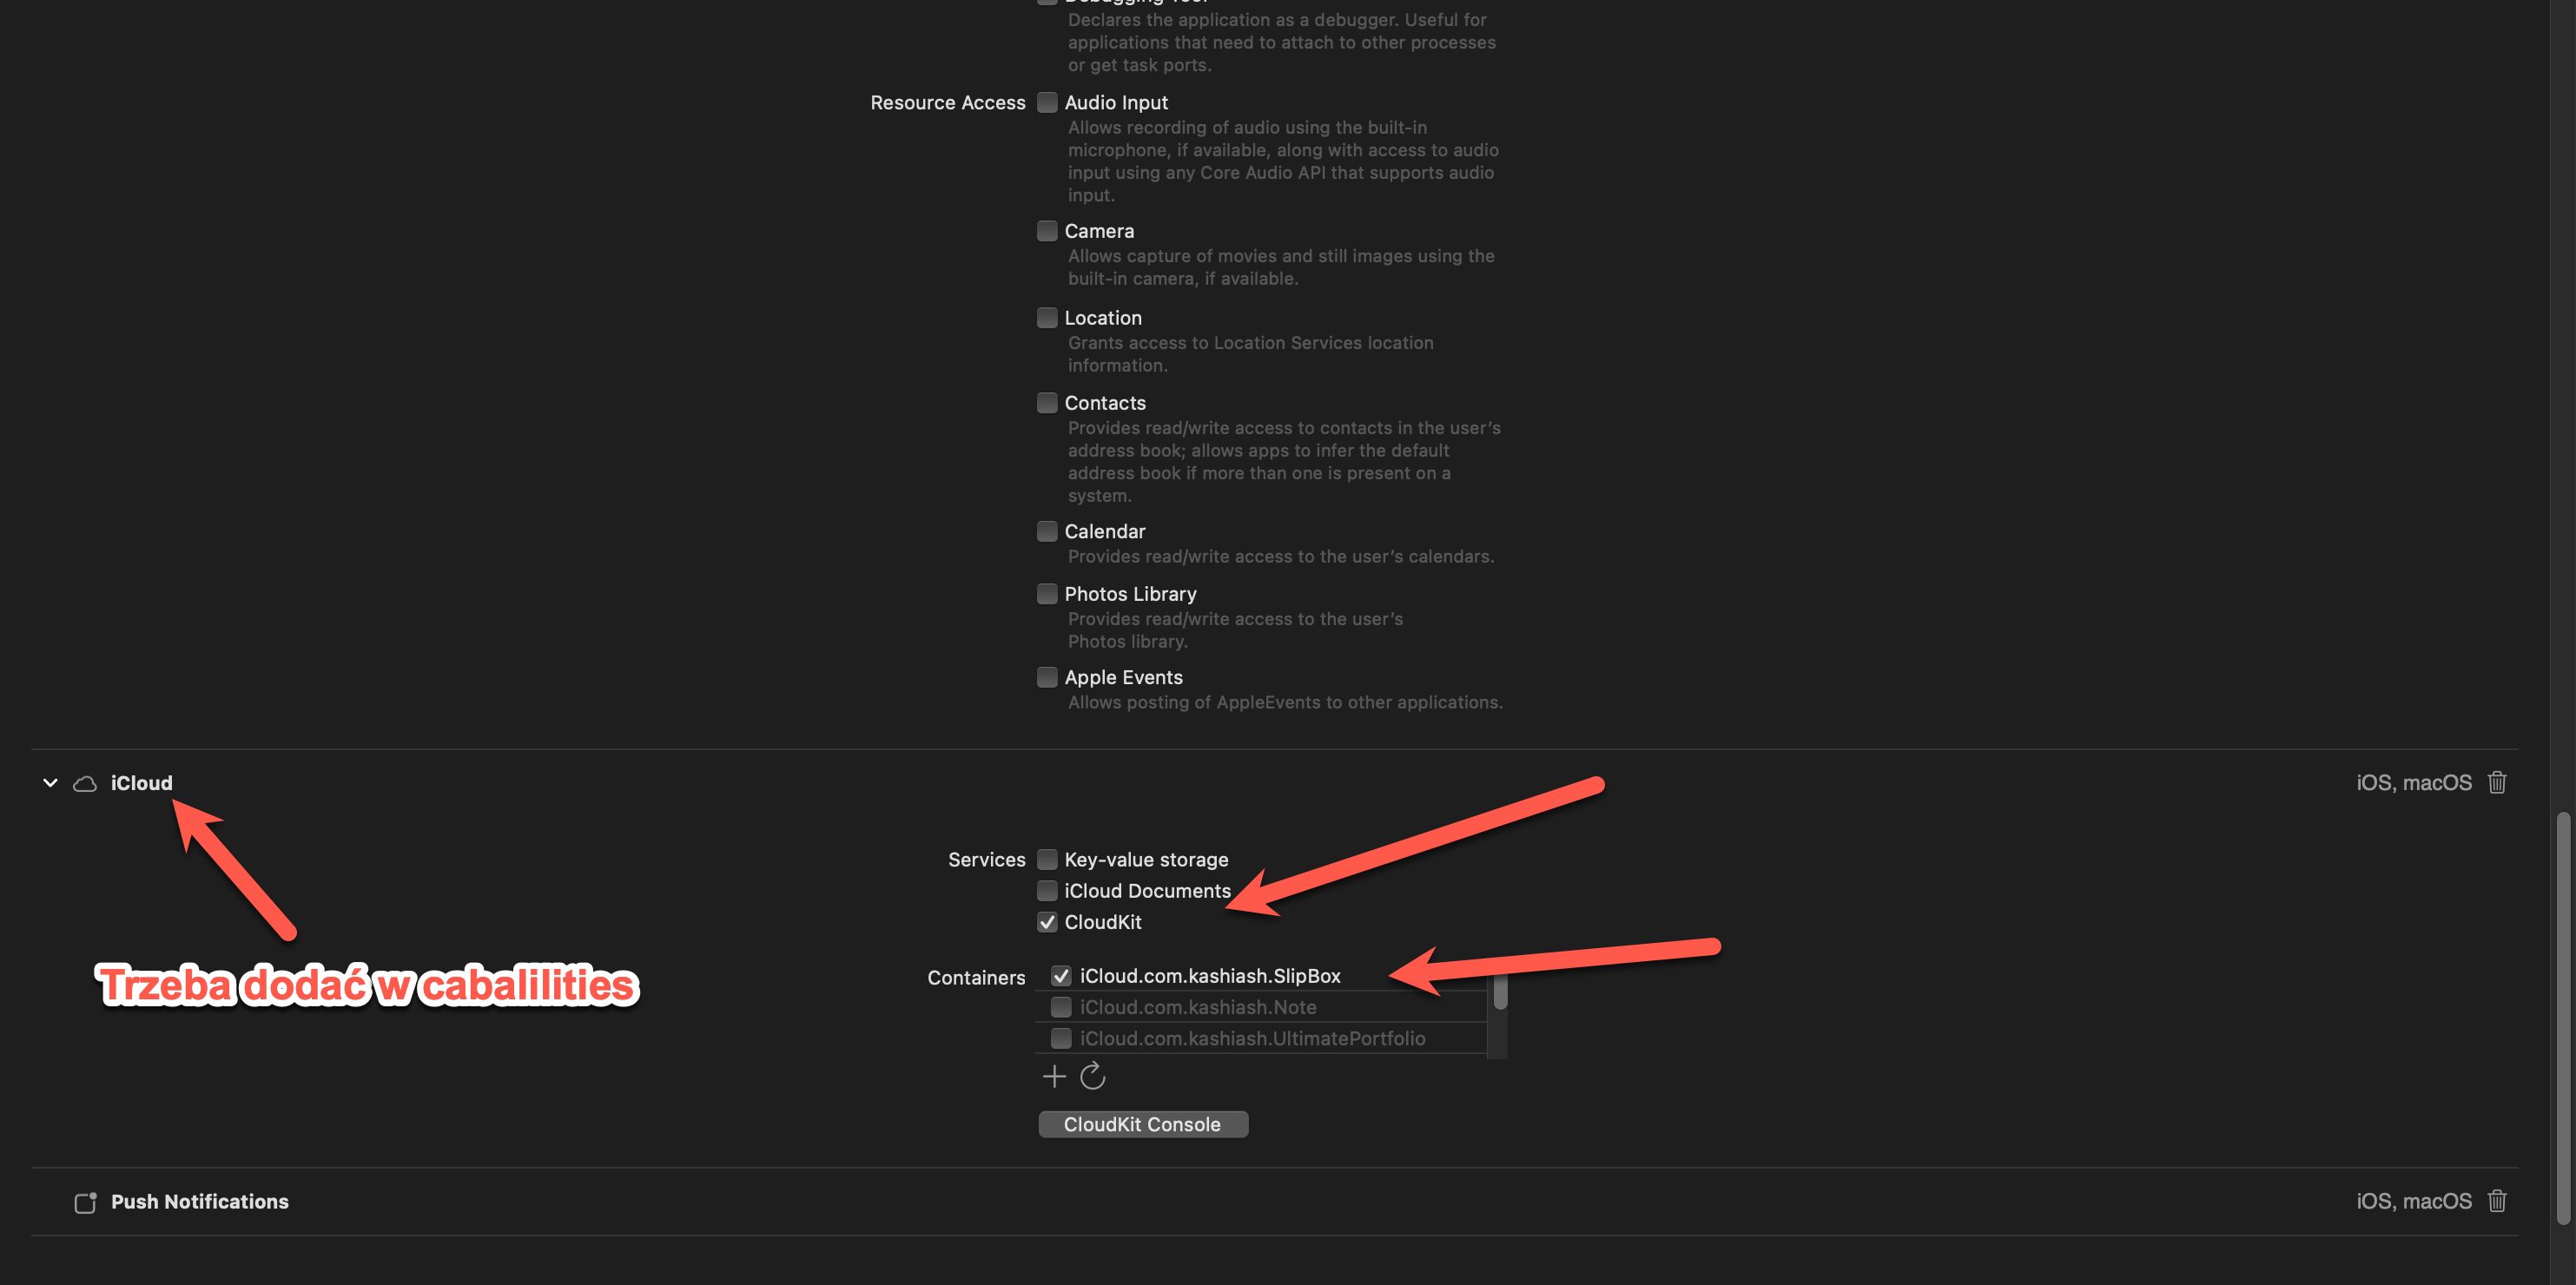 Debugging Tool
Declares the application as a debugger. Useful for
applications that need to attach to other processes
or get task ports.
Resource Access
Audio Input
Allows recording of audio using the built-in
microphone, if available, along with access to audio
input using any Core Audio API that supports audio
input.
Camera
Allows capture of movies and still images using the
built-in camera, if available.
Location
Grants access to Location Services location
information.
Contacts
Provides read/write access to contacts in the user’s
address book; allows apps to infer the default
address book if more than one is present on a
system.
Calendar
Provides read/write access to the user’s calendars.
Photos Library
Provides read/write access to the user’s
Photos library.
Apple Events
Allows posting of AppleEvents to other applications.
iCloud
iOS, macOS
Services
Key-value storage
iCloud Documents
CloudKit
Trzeba dodać w cabalilities
Containers
iCloud.com.kashiash.SlipBox
iCloud.com.kashiash.Note
iCloud.com.kashiash.UltimatePortfolio
CloudKit Console
Push Notifications
iOS, macOS